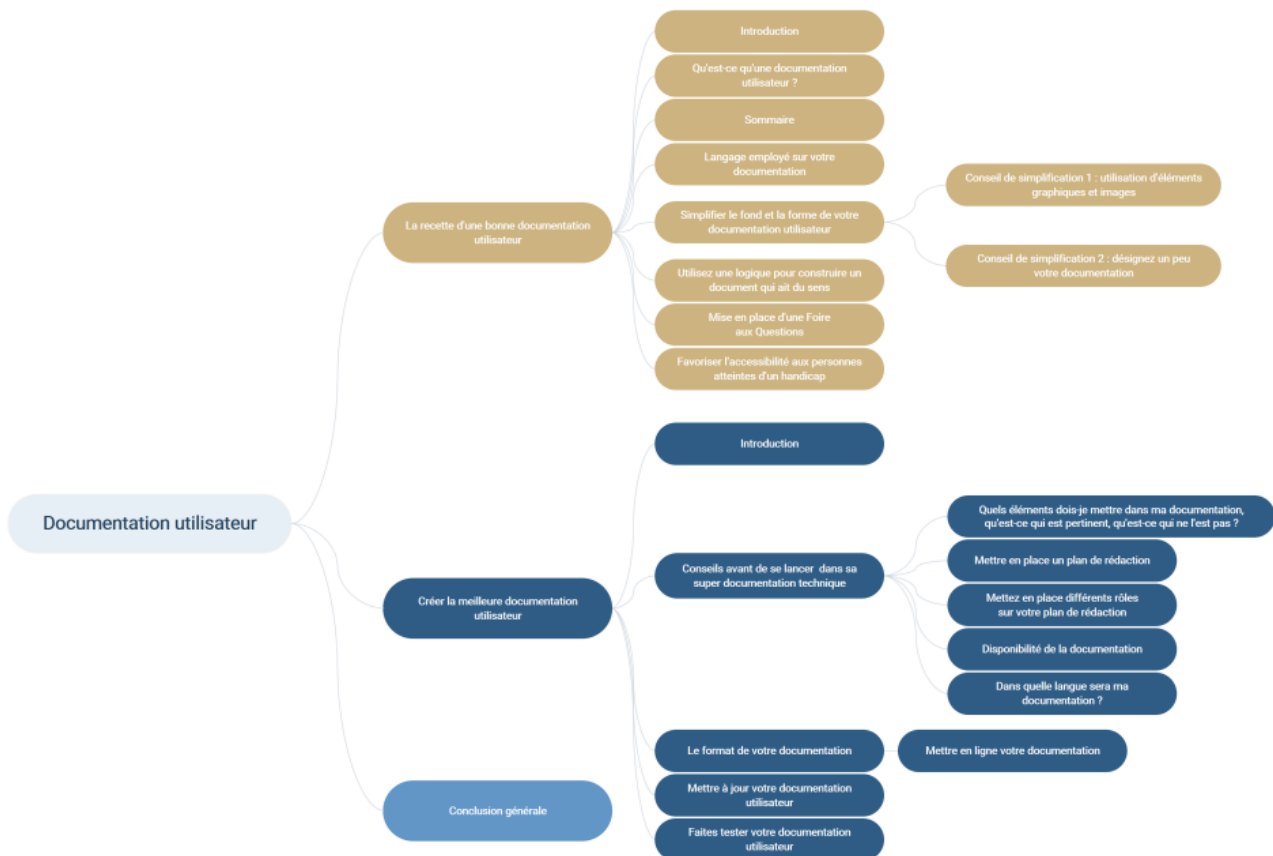 Documentation utilisateur
La recette d'une bonne documentation
utilisateur
Introduction
Qu'est-ce qu'une documentation
utilisateur ?
Sommaire
Langage employé sur votre
documentation
Simplifier le fond et la forme de votre
documentation utilisateur
Conseil de simplification 1 : utilisation d'éléments
graphiques et images
Conseil de simplification 2 : désignez un peu
votre documentation
Utilisez une logique pour construire un
document qui ait du sens
Mise en place d'une Foire
aux Questions
Favoriser l'accessibilité aux personnes
atteintes d'un handicap
Créer la meilleure documentation
utilisateur
Introduction
Conseils avant de se lancer dans sa
super documentation technique
Quels éléments dois-je mettre dans ma documentation,
qu'est-ce qui est pertinent, qu'est-ce qui ne l'est pas ?
Mettre en place un plan de rédaction
Mettez en place différents rôles
sur votre plan de rédaction
Disponibilité de la documentation
Dans quelle langue sera ma
documentation ?
Le format de votre documentation
Mettre en ligne votre documentation
Mettre à jour votre documentation
utilisateur
Faites tester votre documentation
utilisateur
Conclusion générale